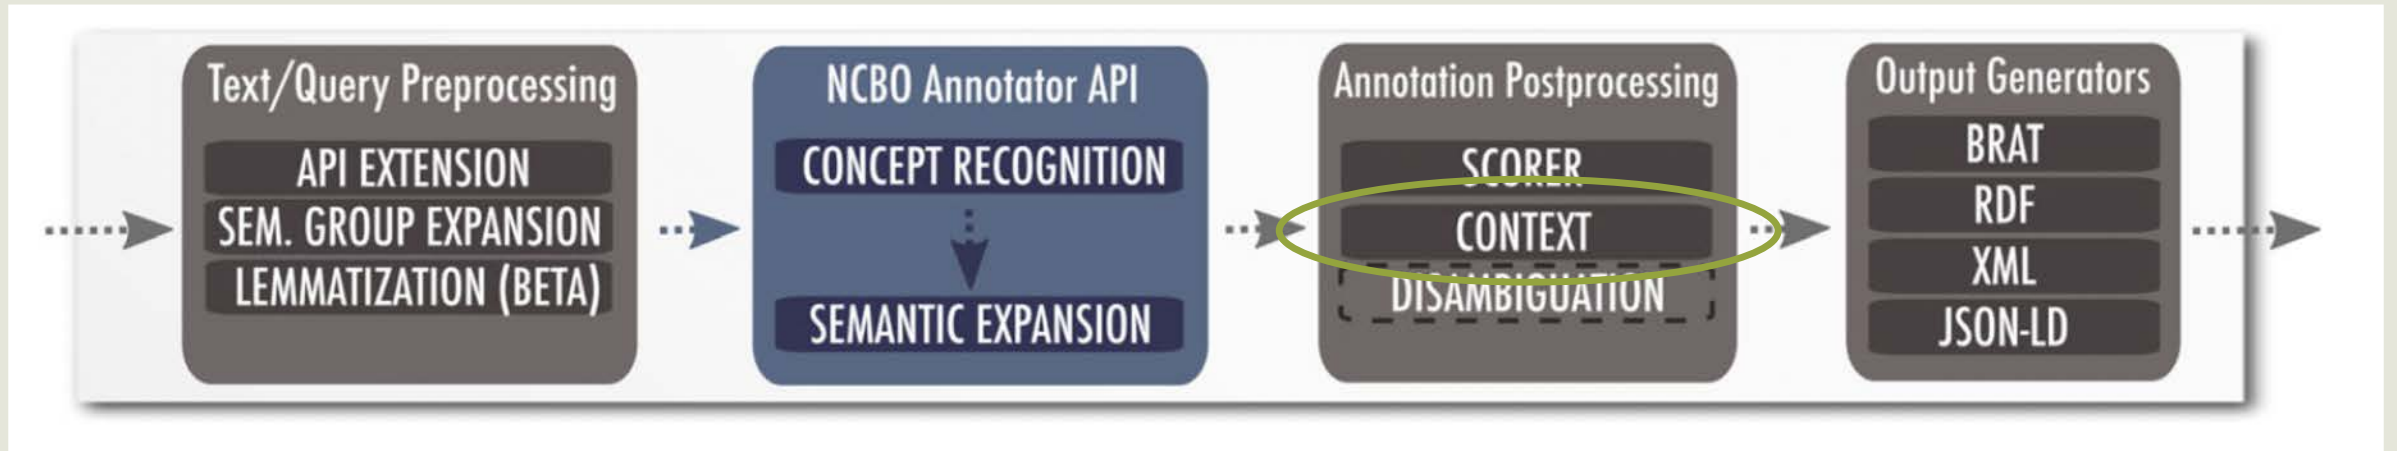 Text/Query Preprocessing
API EXTENSION
SEM. GROUP EXPANSION
LEMMATIZATION (BETA)
NCBO Annotator API
CONCEPT RECOGNITION
SEMANTIC EXPANSION
Annotation Postprocessing
SCORER
CONTEXT
DISAMBIGUATION
Output Generators
BRAT
RDF
XML
JSON-LD